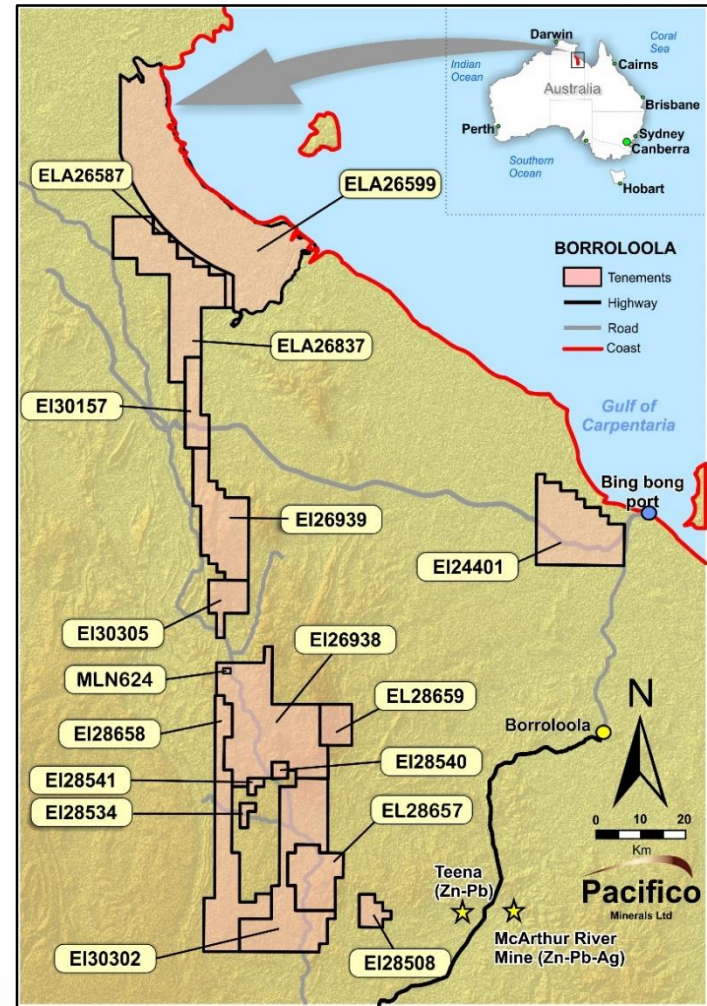 Darwin
Coral
Sea
Indian
Ocean
Cairns
Australia
Brisbane
Perth
Sydney
Canberra
Southern
Ocean
Hobart
ELA26587
ELA26599
BORROLOOLA
Tenements
Highway
Road
Coast
ELA26837
EI30157
Gulf of
Carpentaria
Bing bong
port
EI26939
EI24401
EI30305
EI26938
MLN624
EL28659
N
EI28658
Borroloola
EI28540
EI28541
EI28534
EL28657
0 10 20
Km
Teena
(Zn-Pb)
Pacifico
Minerals Ltd
McArthur River
Mine (Zn-Pb-Ag)
EI30302
EI28508